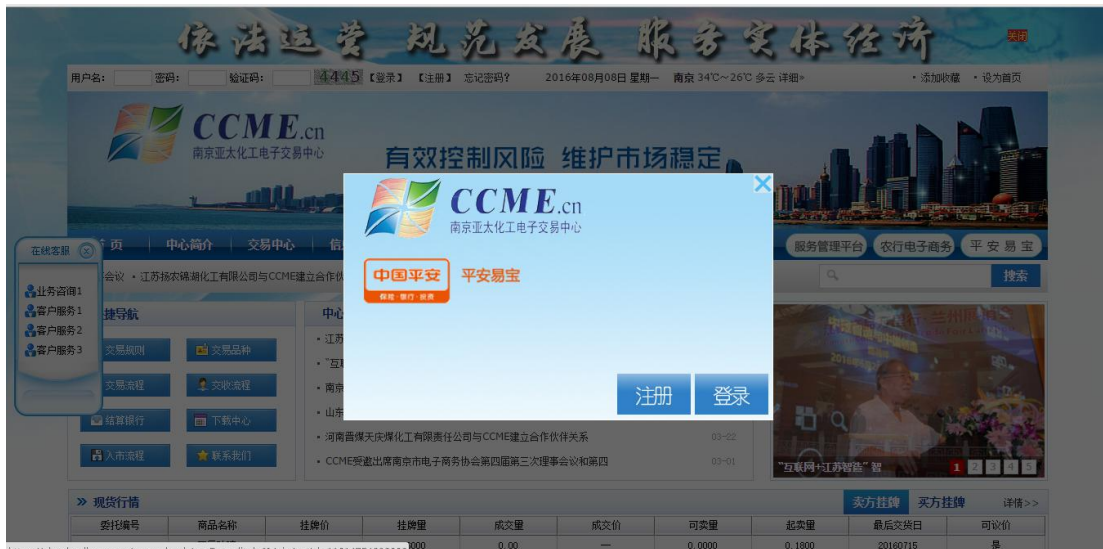 依法运营 规范发展 服务实体经济
关闭
用户名: 密码: 验证码: 4445 【登录】 【注册】 忘记密码? 2016年08月08日 星期一 南京 34℃~26℃ 多云 详细» · 添加收藏 · 设为首页
CCME.cn
南京亚太化工电子交易中心
有效控制风险 维护市场稳定
CCME.cn
南京亚太化工电子交易中心
页 中心简介 交易中心
服务管理平台 农行电子商务 平安易宝
在线客服
会议 · 江苏扬农锦湖化工有限公司与CCME建立合作伙
搜索
中国平安
保险·银行·投资
平安易宝
业务咨询1
客户服务1
客户服务2
客户服务3
捷导航
交易规则 交易品种
交易流程 交收流程
结算银行 下载中心
入市流程 联系我们
注册 登录
· 河南晋煤天庆煤化工有限责任公司与CCME建立合作伙伴关系 03-22
· CCME受邀出席南京市电子商务协会第四届第三次理事会议和第四 03-01
"互联网+江苏智造" 智 1 2 3 4 5
» 现货行情
卖方挂牌 买方挂牌 详情>>
委托编号 商品名称 挂牌价 挂牌量 成交量 成交价 可卖量 起卖量 最后交货日 可议价
0.00 — 0.0000 0.1800 20160715 是